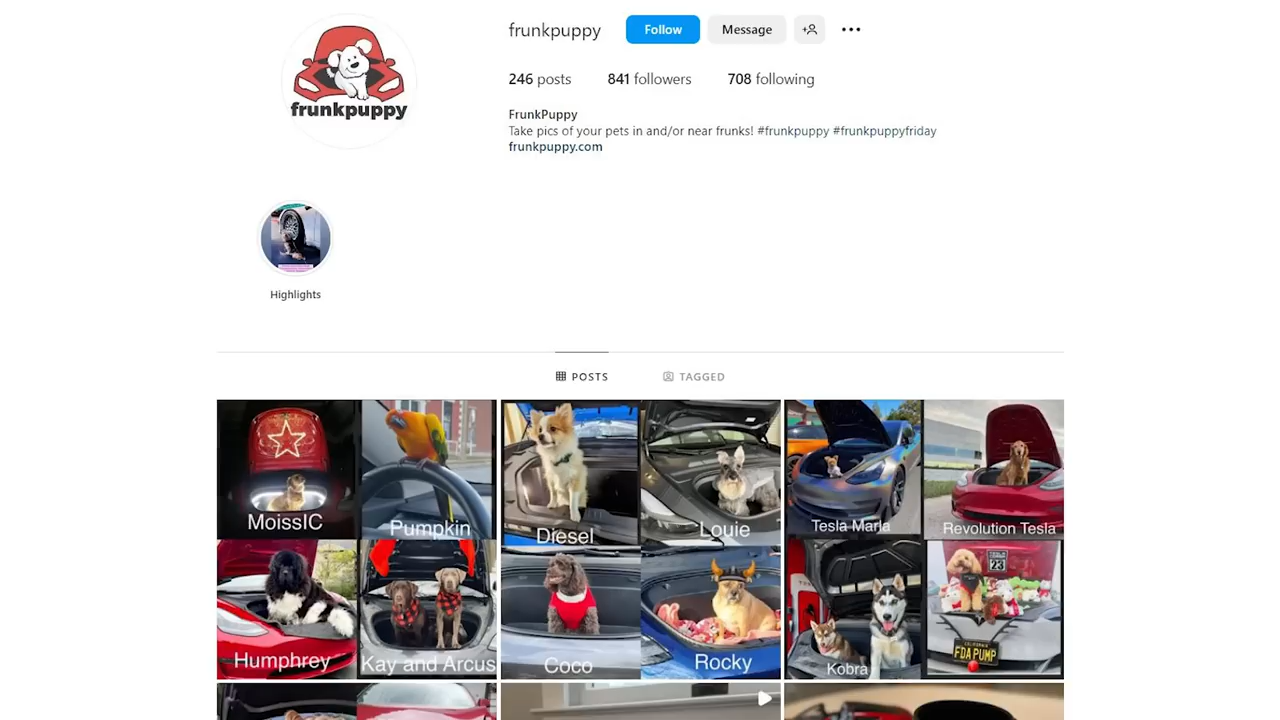 frunkpuppy
Follow
Message
246 posts
841 followers
708 following
FrunkPuppy
Take pics of your pets in and/or near frunks! #frunkpuppy #frunkpuppyfriday
frunkpuppy.com
frunkpuppy
Highlights
POSTS
TAGGED
MoissIC
Pumpkin
Diesel
Louie
Tesla Marla
Revolution Tesla
Humphrey
Kay and Arcus
Coco
Rocky
Kobra
23
FDA PUMP